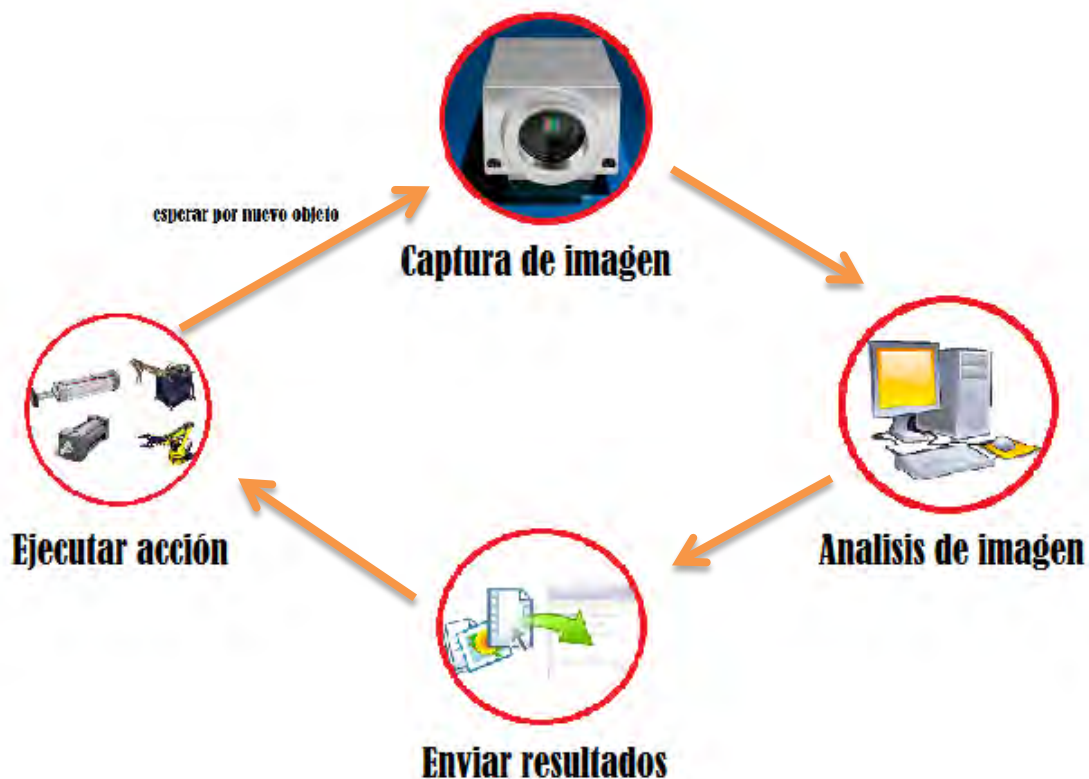 esperar por nuevo objeto
Captura de imagen
Ejecutar acción
Analisis de imagen
Enviar resultados